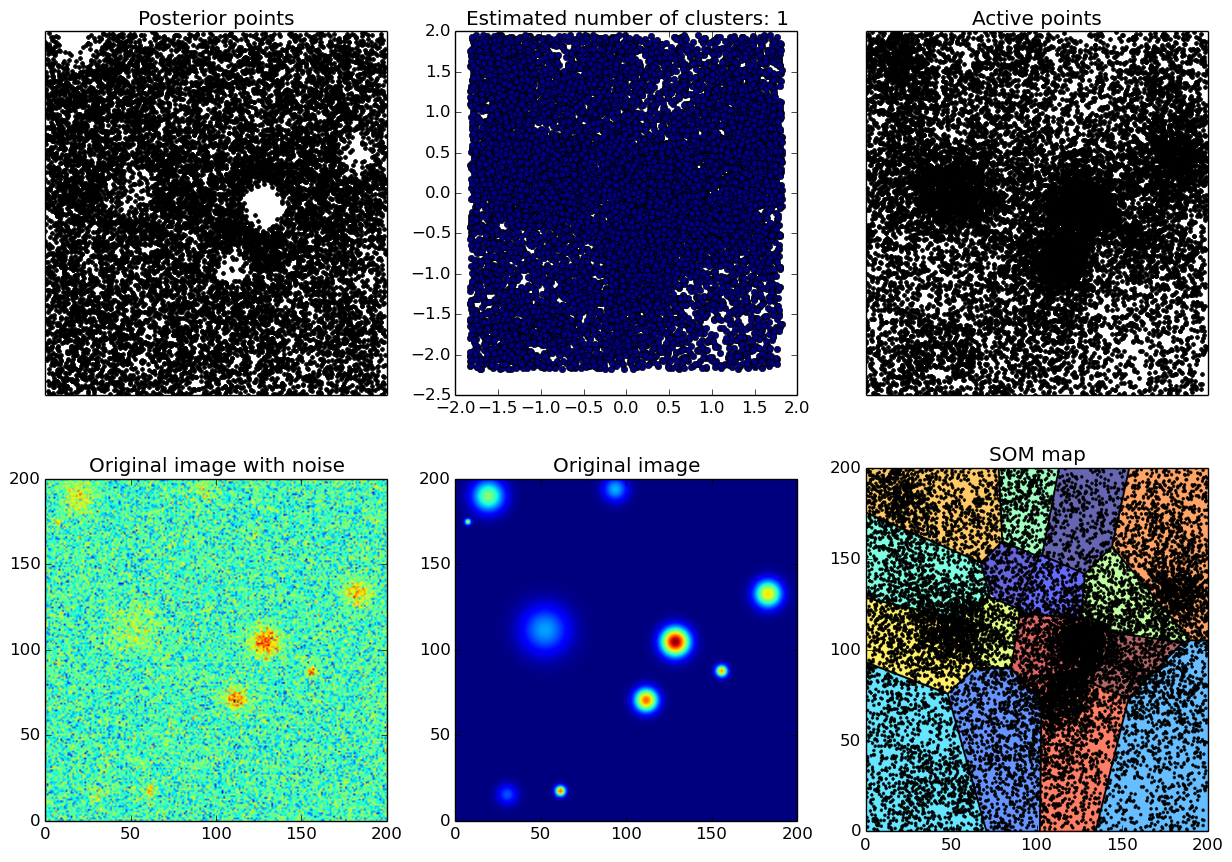 Posterior points
Estimated number of clusters: 1
Active points
2.0
1.5
1.0
0.5
0.0
−0.5
−1.0
−1.5
−2.0
−2.5
−2.0 −1.5 −1.0 −0.5 0.0 0.5 1.0 1.5 2.0
Original image with noise
Original image
SOM map
200
150
100
50
0
0 50 100 150 200
200
150
100
50
0
0 50 100 150 200
200
150
100
50
0
0 50 100 150 200